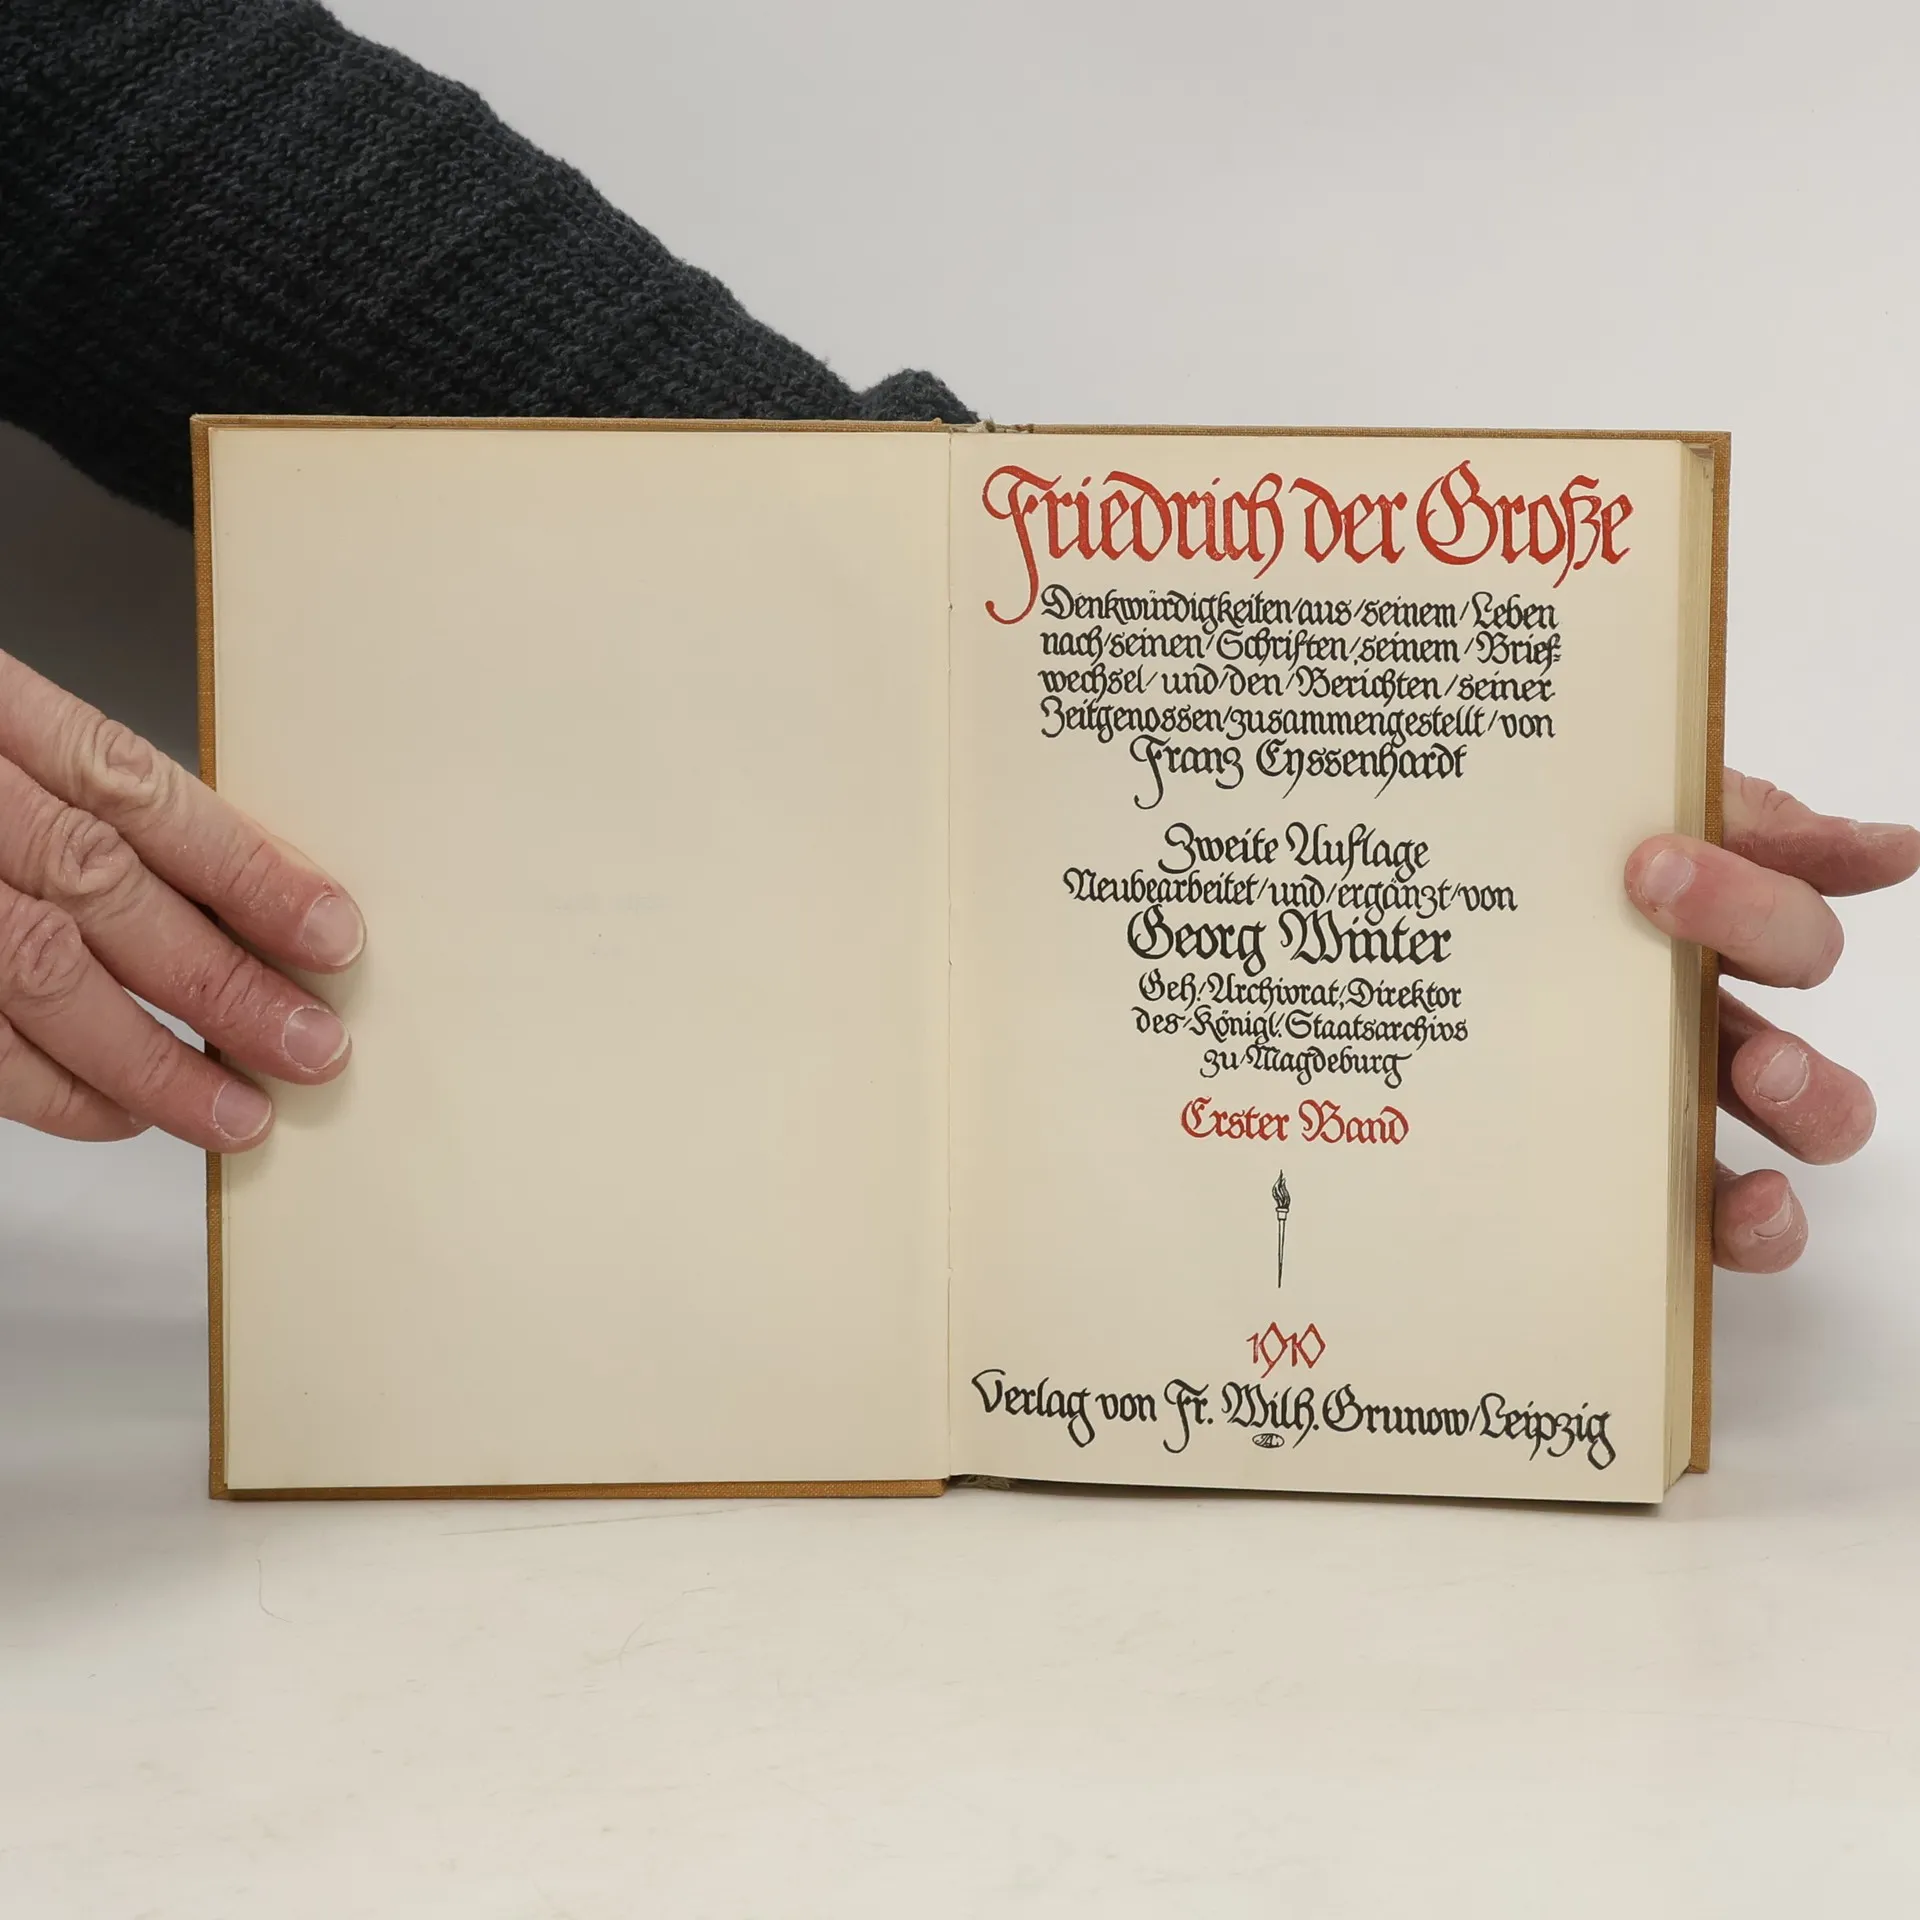 Friedrich der Große
Denkwürdigkeiten/aus/seinem/Leben
nach/seinen/Schriften/seinem/Brief=
wechsel/und/den/Berichten/seiner
Zeitgenossen/zusammengestellt/von
Franz Eyssenhardt
Zweite Auflage
Neubearbeitet/und/ergänzt/von
Georg Winter
Geh./Archivrat/Direktor
des/Königl./Staatsarchivs
zu/Magdeburg
Erster Band
1910
Verlag von Fr. Wilh. Grunow/Leipzig